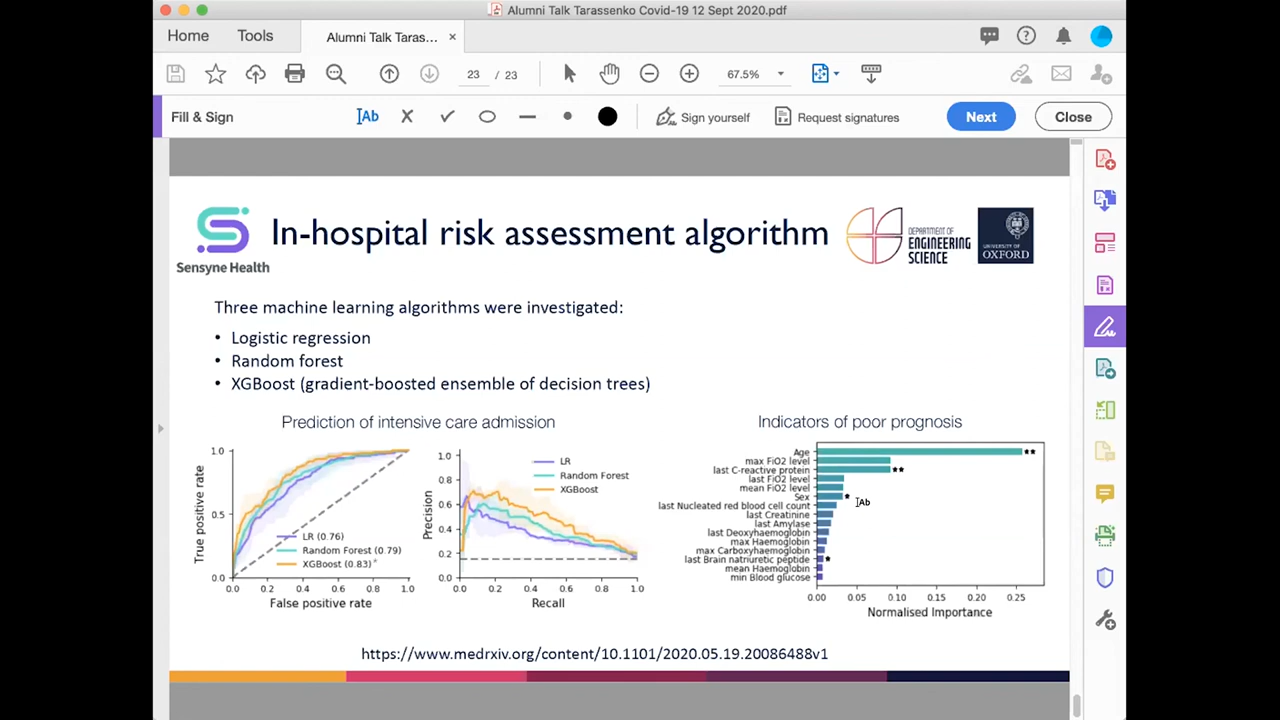 Alumni Talk Tarassenko Covid-19 12 Sept 2020.pdf
Home Tools Alumni Talk Taras... ×
23 / 23 67.5%
Fill & Sign Ab Sign yourself Request signatures Next Close
Sensyne Health
In-hospital risk assessment algorithm
DEPARTMENT OF
ENGINEERING
SCIENCE
UNIVERSITY OF
OXFORD
Three machine learning algorithms were investigated:
• Logistic regression
• Random forest
• XGBoost (gradient-boosted ensemble of decision trees)
Prediction of intensive care admission
True positive rate
1.0
0.5
0.0
LR (0.76)
Random Forest (0.79)
XGBoost (0.83)*
0.0 0.2 0.4 0.6 0.8 1.0
False positive rate
Precision
1.0
0.8
0.6
0.4
0.2
0.0
LR
Random Forest
XGBoost
0.0 0.2 0.4 0.6 0.8 1.0
Recall
Indicators of poor prognosis
Age **
max FiO2 level
last C-reactive protein **
last FiO2 level
mean FiO2 level
Sex *
Ab
last Nucleated red blood cell count
last Creatinine
last Amylase
last Deoxyhaemoglobin
max Haemoglobin
max Carboxyhaemoglobin
last Brain natriuretic peptide *
mean Haemoglobin
min Blood glucose
0.00 0.05 0.10 0.15 0.20 0.25
Normalised Importance
https://www.medrxiv.org/content/10.1101/2020.05.19.20086488v1